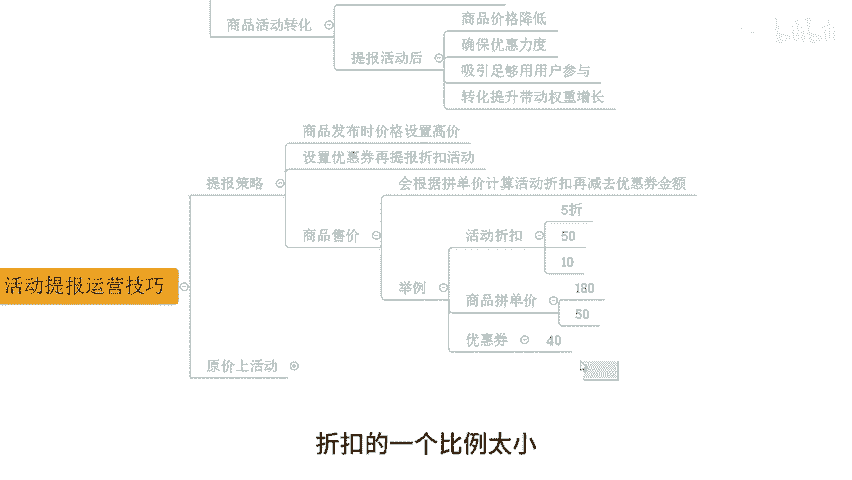 商品活动转化
商品价格降低
确保优惠力度
提报活动后
吸引足够用用户参与
转化提升带动权重增长
商品发布时价格设置高价
设置优惠券再提报折扣活动
提报策略
会根据拼单价计算活动折扣再减去优惠券金额
5折
商品售价
活动折扣
50
10
活动提报运营技巧
举例
180
商品拼单价
50
优惠券
40
原价上活动
折扣的一个比例太小